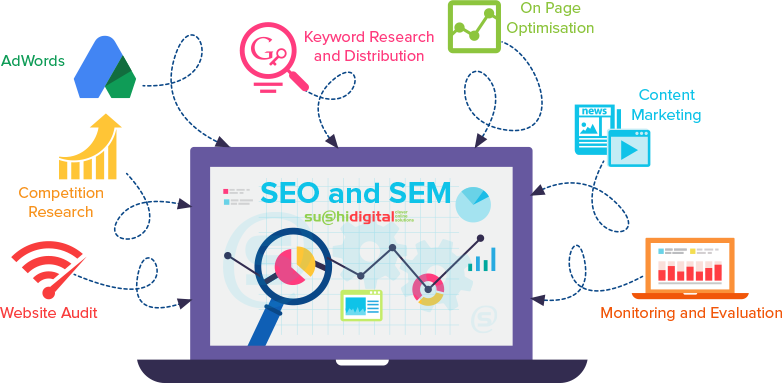 AdWords
Keyword Research
and Distribution
G
On Page
Optimisation
news
Content
Marketing
Competition
Research
SEO and SEM
sushidigital
Website Audit
Monitoring and Evaluation